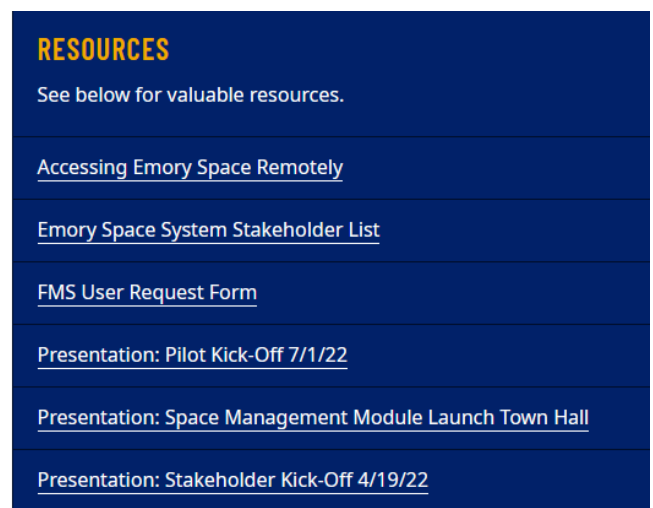 RESOURCES
See below for valuable resources.
Accessing Emory Space Remotely
Emory Space System Stakeholder List
FMS User Request Form
Presentation: Pilot Kick-Off 7/1/22
Presentation: Space Management Module Launch Town Hall
Presentation: Stakeholder Kick-Off 4/19/22